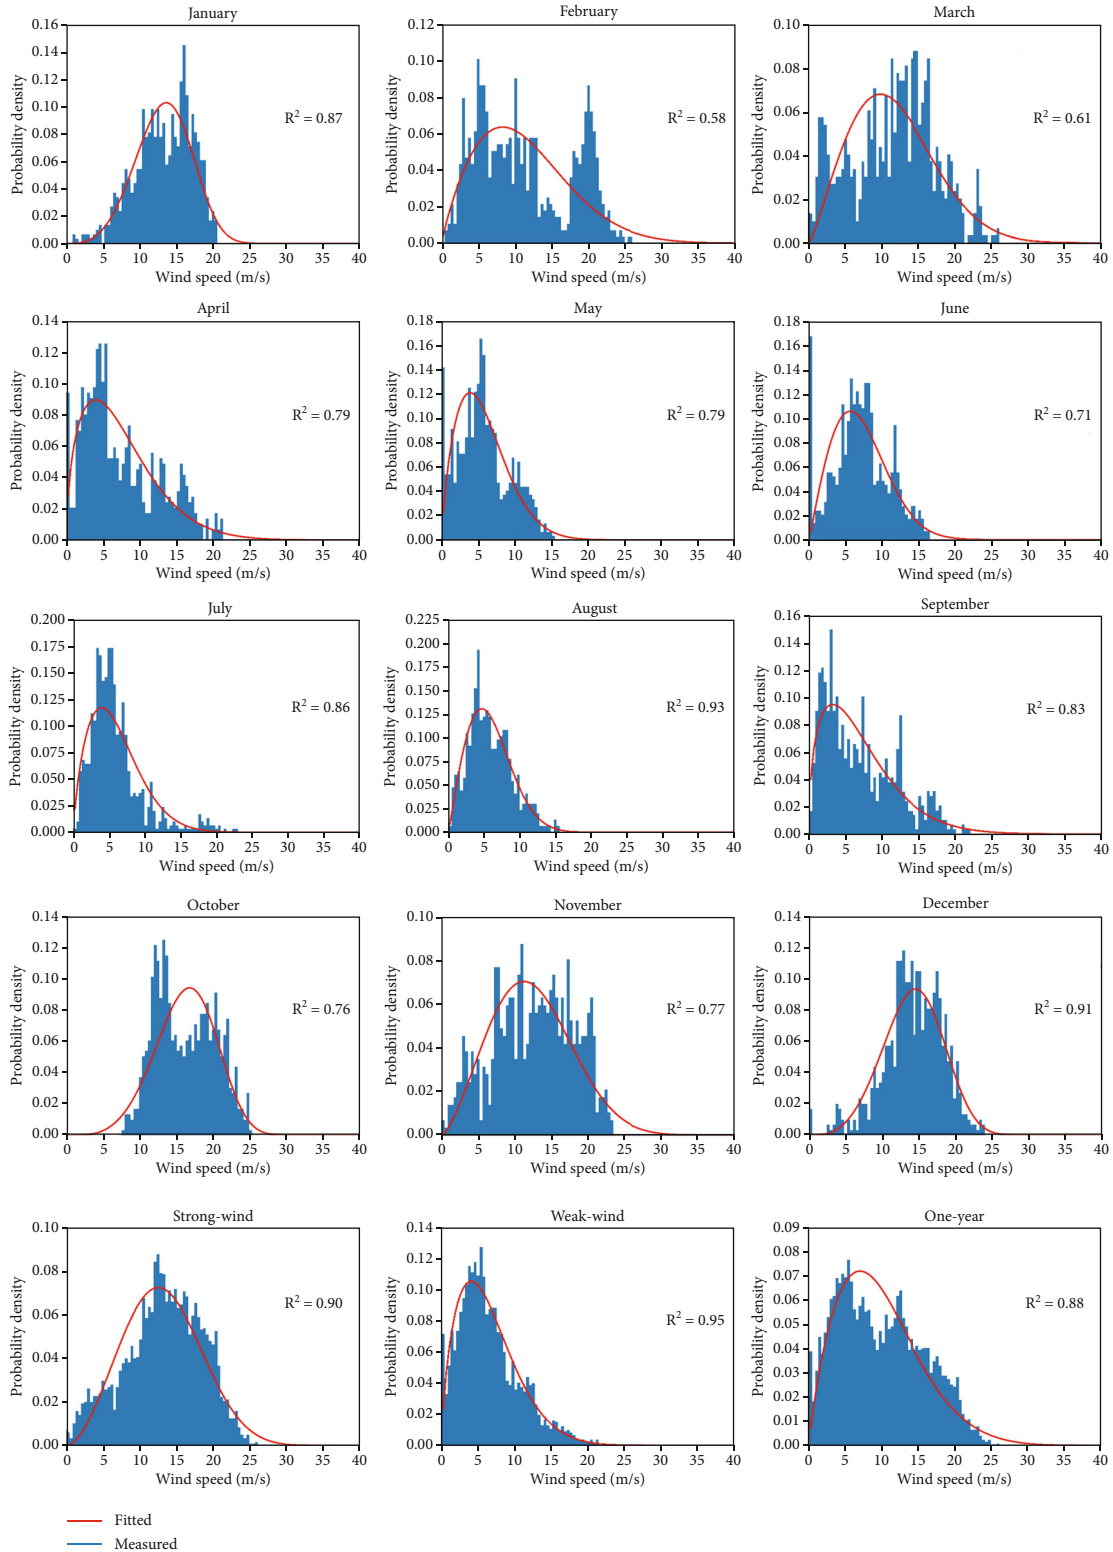 January
Probability density
0.16
0.14
0.12
0.10
0.08
0.06
0.04
0.02
0.00
R² = 0.87
0 5 10 15 20 25 30 35 40
Wind speed (m/s)
February
Probability density
0.12
0.10
0.08
0.06
0.04
0.02
0.00
R² = 0.58
0 5 10 15 20 25 30 35 40
Wind speed (m/s)
March
Probability density
0.10
0.08
0.06
0.04
0.02
0.00
R² = 0.61
0 5 10 15 20 25 30 35 40
Wind speed (m/s)
April
Probability density
0.14
0.12
0.10
0.08
0.06
0.04
0.02
0.00
R² = 0.79
0 5 10 15 20 25 30 35 40
Wind speed (m/s)
May
Probability density
0.18
0.16
0.14
0.12
0.10
0.08
0.06
0.04
0.02
0.00
R² = 0.79
0 5 10 15 20 25 30 35 40
Wind speed (m/s)
June
Probability density
0.18
0.16
0.14
0.12
0.10
0.08
0.06
0.04
0.02
0.00
R² = 0.71
0 5 10 15 20 25 30 35 40
Wind speed (m/s)
July
Probability density
0.200
0.175
0.150
0.125
0.100
0.075
0.050
0.025
0.000
R² = 0.86
0 5 10 15 20 25 30 35 40
Wind speed (m/s)
August
Probability density
0.225
0.200
0.175
0.150
0.125
0.100
0.075
0.050
0.025
0.000
R² = 0.93
0 5 10 15 20 25 30 35 40
Wind speed (m/s)
September
Probability density
0.16
0.14
0.12
0.10
0.08
0.06
0.04
0.02
0.00
R² = 0.83
0 5 10 15 20 25 30 35 40
Wind speed (m/s)
October
Probability density
0.14
0.12
0.10
0.08
0.06
0.04
0.02
0.00
R² = 0.76
0 5 10 15 20 25 30 35 40
Wind speed (m/s)
November
Probability density
0.10
0.08
0.06
0.04
0.02
0.00
R² = 0.77
0 5 10 15 20 25 30 35 40
Wind speed (m/s)
December
Probability density
0.14
0.12
0.10
0.08
0.06
0.04
0.02
0.00
R² = 0.91
0 5 10 15 20 25 30 35 40
Wind speed (m/s)
Strong-wind
Probability density
0.10
0.08
0.06
0.04
0.02
0.00
R² = 0.90
0 5 10 15 20 25 30 35 40
Wind speed (m/s)
Weak-wind
Probability density
0.14
0.12
0.10
0.08
0.06
0.04
0.02
0.00
R² = 0.95
0 5 10 15 20 25 30 35 40
Wind speed (m/s)
One-year
Probability density
0.09
0.08
0.07
0.06
0.05
0.04
0.03
0.02
0.01
0.00
R² = 0.88
0 5 10 15 20 25 30 35 40
Wind speed (m/s)
Fitted
Measured